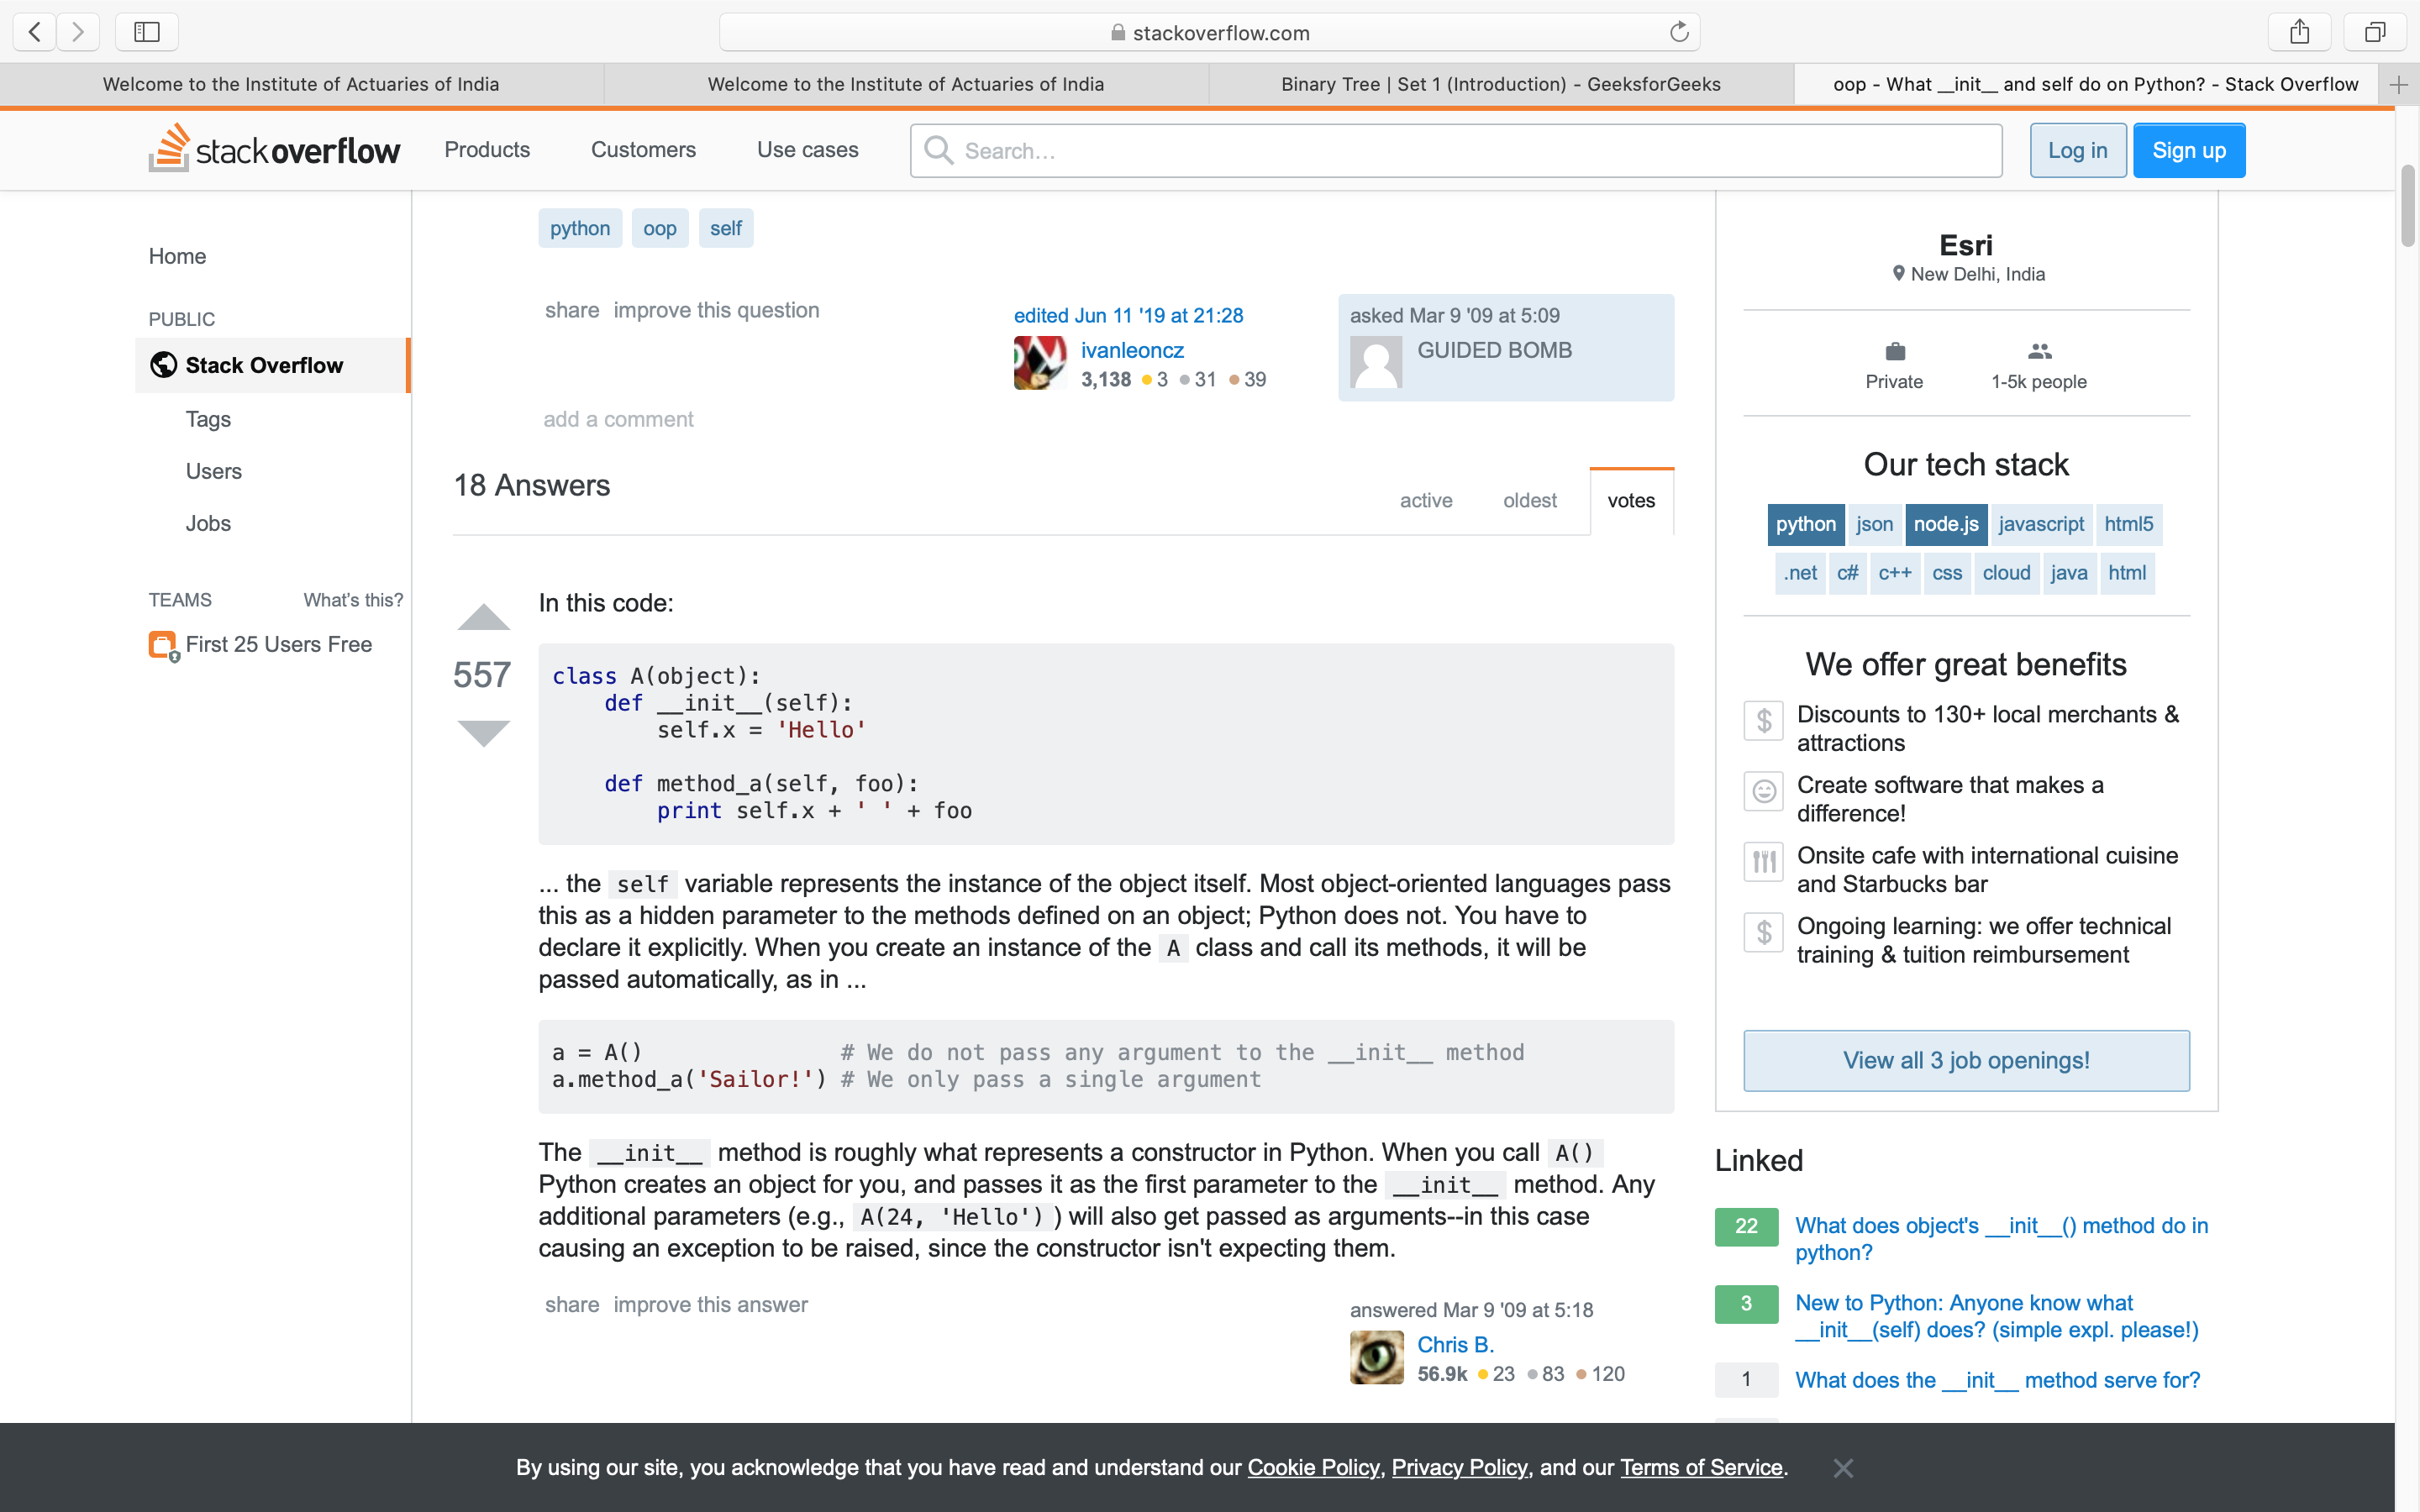 stackoverflow.com
Welcome to the Institute of Actuaries of India
Welcome to the Institute of Actuaries of India
Binary Tree | Set 1 (Introduction) - GeeksforGeeks
oop - What __init__ and self do on Python? - Stack Overflow
stackoverflow
Products
Customers
Use cases
Search…
Log in
Sign up
Home
PUBLIC
Stack Overflow
Tags
Users
Jobs
TEAMS
What's this?
First 25 Users Free
python oop self
share improve this question
edited Jun 11 '19 at 21:28
ivanleoncz
3,138 3 31 39
asked Mar 9 '09 at 5:09
GUIDED BOMB
add a comment
18 Answers
active oldest votes
557
In this code:
class A(object):
    def __init__(self):
        self.x = 'Hello'
    def method_a(self, foo):
        print self.x + ' ' + foo
... the self variable represents the instance of the object itself. Most object-oriented languages pass
this as a hidden parameter to the methods defined on an object; Python does not. You have to
declare it explicitly. When you create an instance of the A class and call its methods, it will be
passed automatically, as in ...
a = A()               # We do not pass any argument to the __init__ method
a.method_a('Sailor!') # We only pass a single argument
The __init__ method is roughly what represents a constructor in Python. When you call A()
Python creates an object for you, and passes it as the first parameter to the __init__ method. Any
additional parameters (e.g., A(24, 'Hello') ) will also get passed as arguments--in this case
causing an exception to be raised, since the constructor isn't expecting them.
share improve this answer
answered Mar 9 '09 at 5:18
Chris B.
56.9k 23 83 120
Esri
New Delhi, India
Private
1-5k people
Our tech stack
python json node.js javascript html5
.net c# c++ css cloud java html
We offer great benefits
Discounts to 130+ local merchants &
attractions
Create software that makes a
difference!
Onsite cafe with international cuisine
and Starbucks bar
Ongoing learning: we offer technical
training & tuition reimbursement
View all 3 job openings!
Linked
22 What does object's __init__() method do in
python?
3 New to Python: Anyone know what
__init__(self) does? (simple expl. please!)
1 What does the __init__ method serve for?
By using our site, you acknowledge that you have read and understand our Cookie Policy, Privacy Policy, and our Terms of Service.